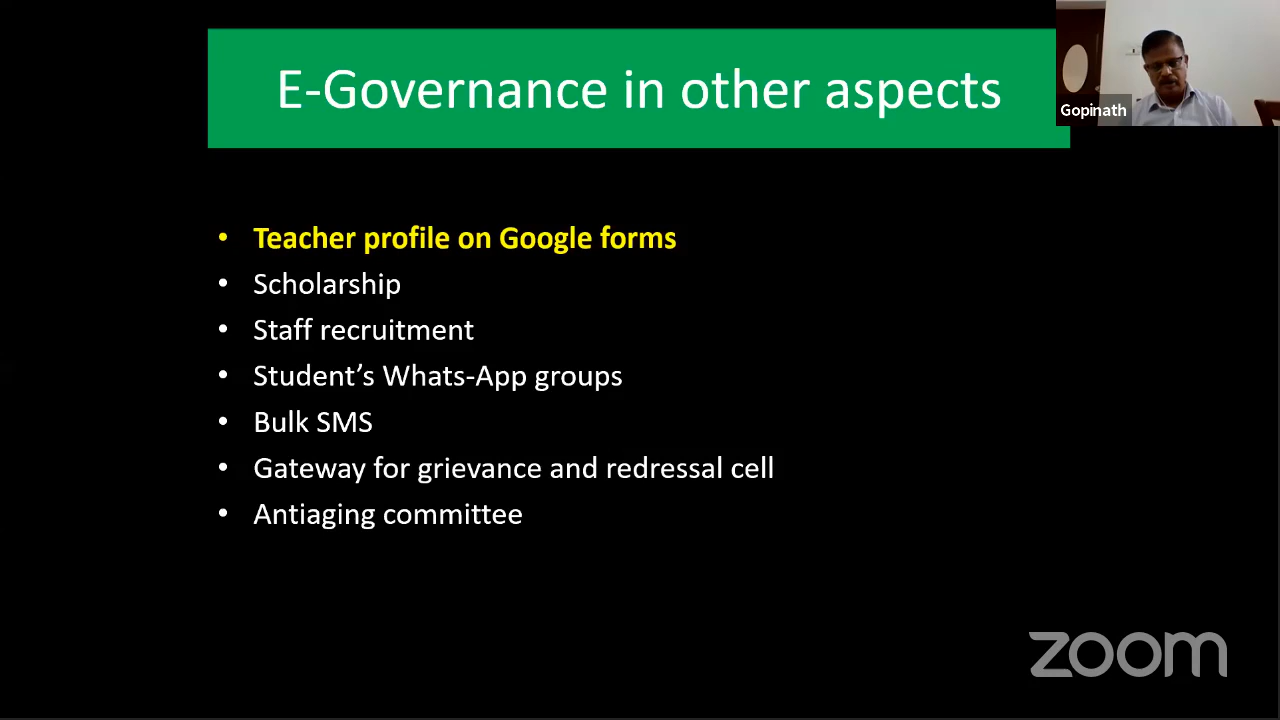 E-Governance in other aspects
Gopinath
• Teacher profile on Google forms
• Scholarship
• Staff recruitment
• Student’s Whats-App groups
• Bulk SMS
• Gateway for grievance and redressal cell
• Antiaging committee
zoom